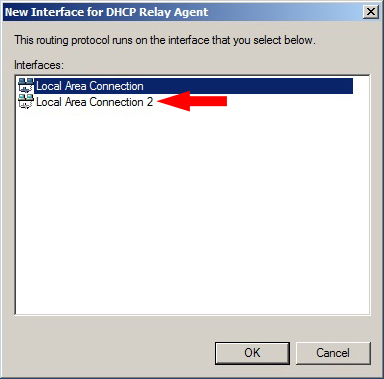 New Interface for DHCP Relay Agent
This routing protocol runs on the interface that you select below.
Interfaces:
Local Area Connection
Local Area Connection 2
OK Cancel